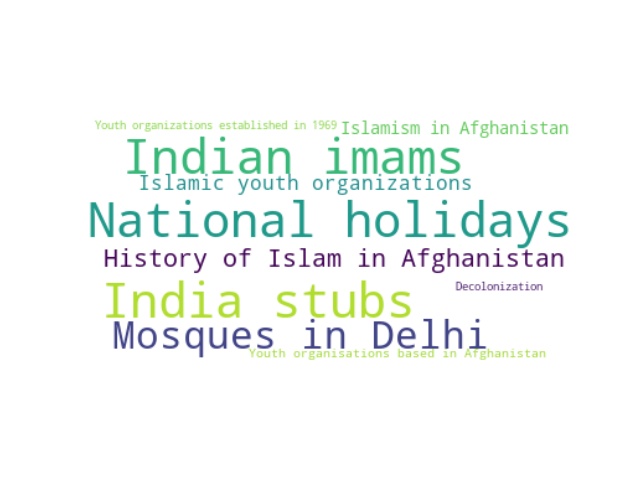 Youth organizations established in 1969
Islamism in Afghanistan
Indian imams
Islamic youth organizations
National holidays
History of Islam in Afghanistan
India stubs
Decolonization
Mosques in Delhi
Youth organisations based in Afghanistan